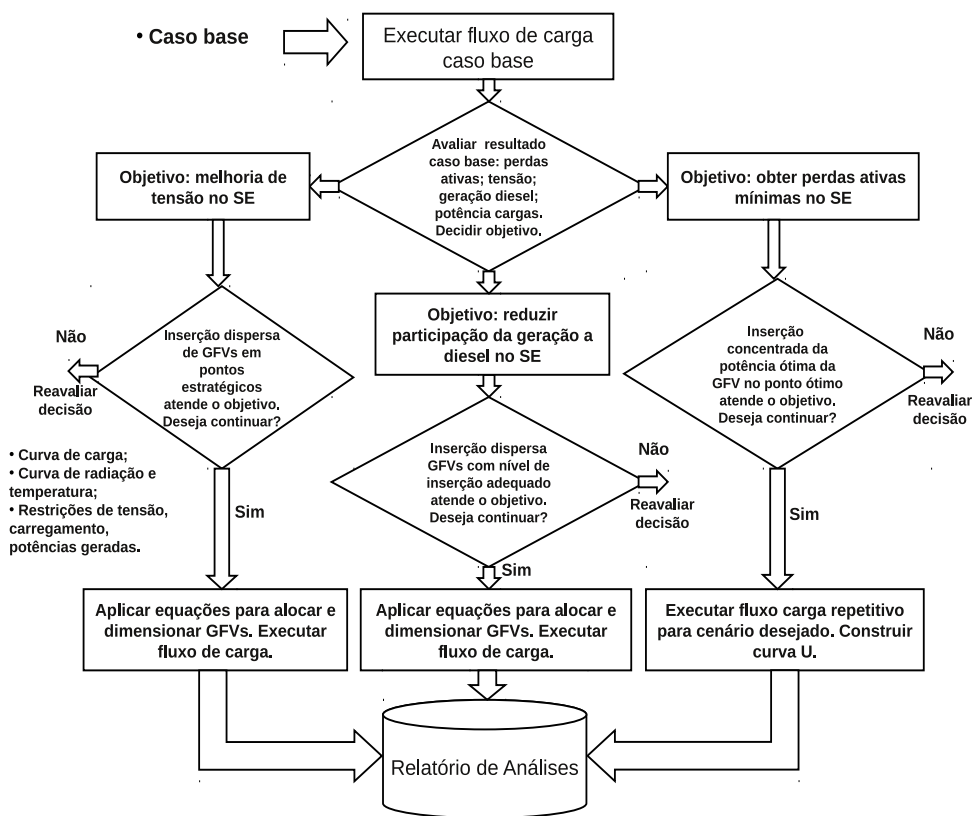 • Caso base
Executar fluxo de carga
caso base
Avaliar resultado
caso base: perdas
ativas; tensão;
geração diesel;
potência cargas.
Decidir objetivo.
Objetivo: melhoria de
tensão no SE
Objetivo: obter perdas ativas
mínimas no SE
Objetivo: reduzir
participação da geração a
diesel no SE
Não
Reavaliar
decisão
Inserção dispersa
de GFVs em
pontos
estratégicos
atende o objetivo.
Deseja continuar?
Inserção
concentrada da
potência ótima da
GFV no ponto ótimo
atende o objetivo.
Deseja continuar?
Não
Reavaliar
decisão
Inserção dispersa
GFVs com nível de
inserção adequado
atende o objetivo.
Deseja continuar?
Não
Reavaliar
decisão
• Curva de carga;
• Curva de radiação e
temperatura;
• Restrições de tensão,
carregamento,
potências geradas.
Sim
Sim
Sim
Aplicar equações para alocar e
dimensionar GFVs. Executar
fluxo de carga.
Aplicar equações para alocar e
dimensionar GFVs. Executar
fluxo de carga.
Executar fluxo carga repetitivo
para cenário desejado. Construir
curva U.
Relatório de Análises